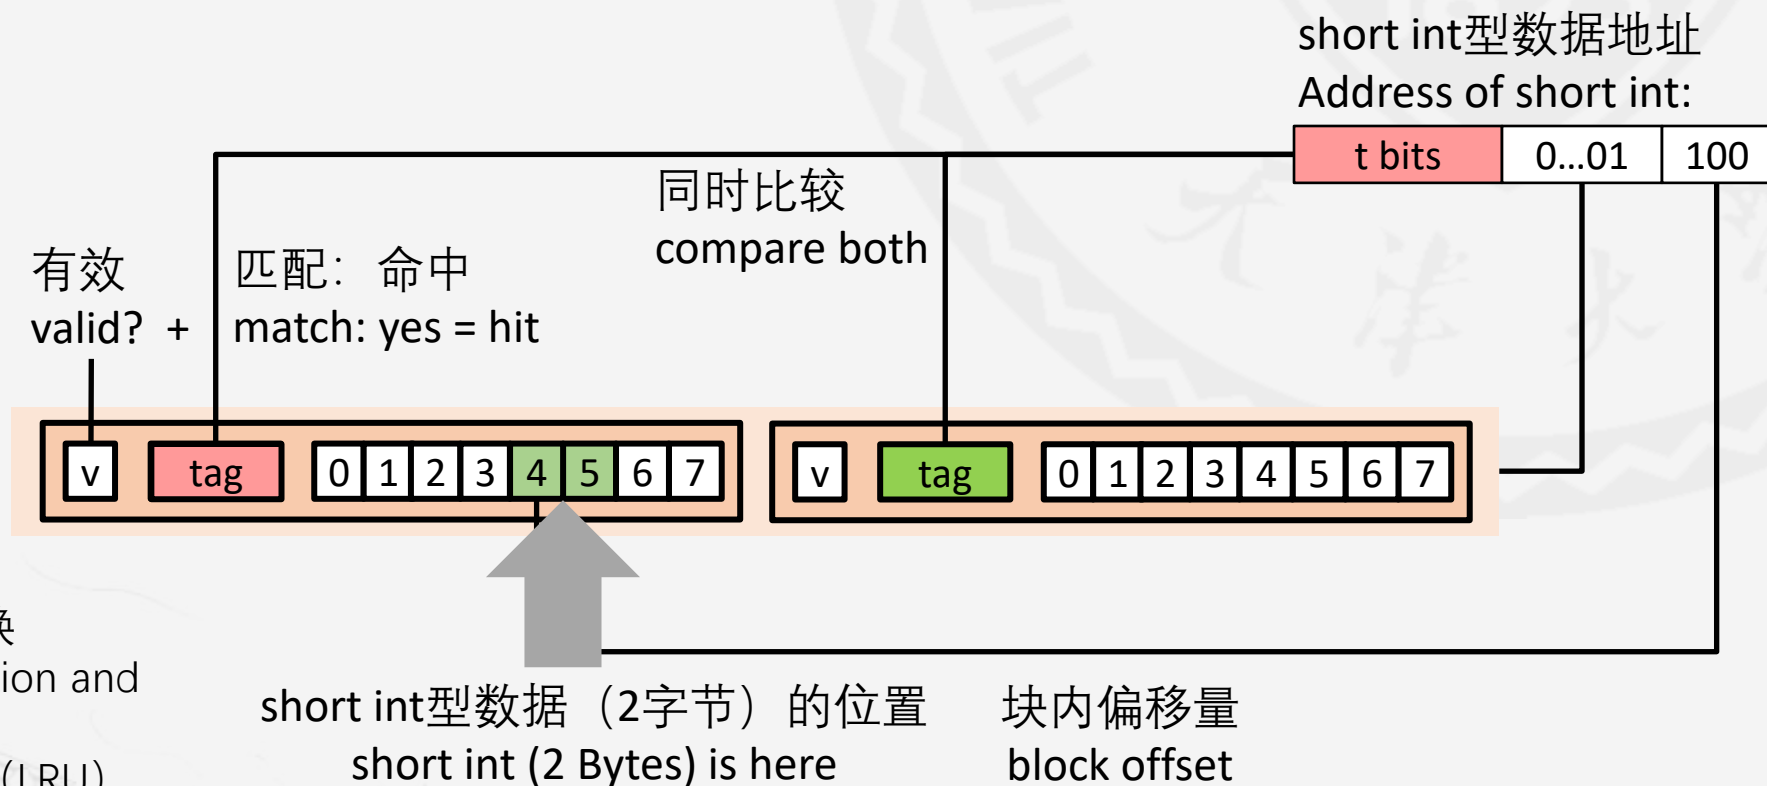 short int型数据地址
Address of short int:
t bits 0...01 100
同时比较
compare both
有效
valid? +
匹配：命中
match: yes = hit
v tag 0 1 2 3 4 5 6 7
v tag 0 1 2 3 4 5 6 7
换
ion and
(LRU)
short int型数据（2字节）的位置
short int (2 Bytes) is here
块内偏移量
block offset